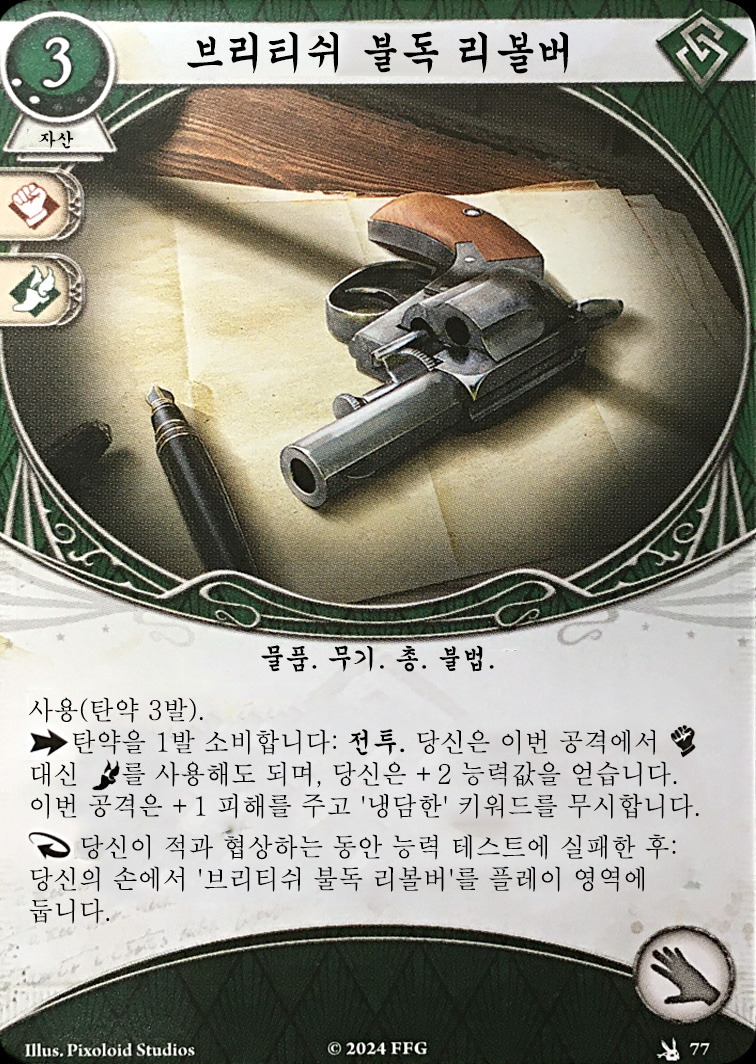 3
브리티쉬 불독 리볼버
자산
물품. 무기. 총. 불법.
사용(탄약 3발).
탄약을 1발 소비합니다: 전투. 당신은 이번 공격에서
대신 를 사용해도 되며, 당신은 +2 능력값을 얻습니다.
이번 공격은 +1 피해를 주고 '냉담한' 키워드를 무시합니다.
당신이 적과 협상하는 동안 능력 테스트에 실패한 후:
당신의 손에서 '브리티쉬 불독 리볼버'를 플레이 영역에
둡니다.
Illus. Pixoloid Studios
© 2024 FFG
77